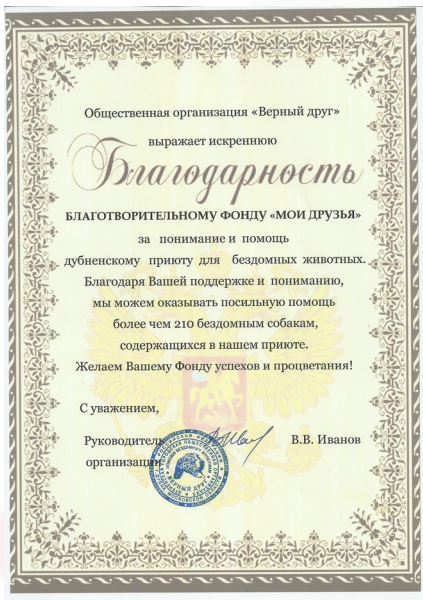 Общественная организация «Верный друг»
выражает искреннюю
Благодарность
БЛАГОТВОРИТЕЛЬНОМУ ФОНДУ «МОИ ДРУЗЬЯ»
за понимание и помощь
дубненскому приюту для бездомных животных.
Благодаря Вашей поддержке и пониманию,
мы можем оказывать посильную помощь
более чем 210 бездомным собакам,
содержащихся в нашем приюте.
Желаем Вашему Фонду успехов и процветания!
С уважением,
Руководитель В.В. Иванов
организации
ВЕРНЫЙ ДРУГ